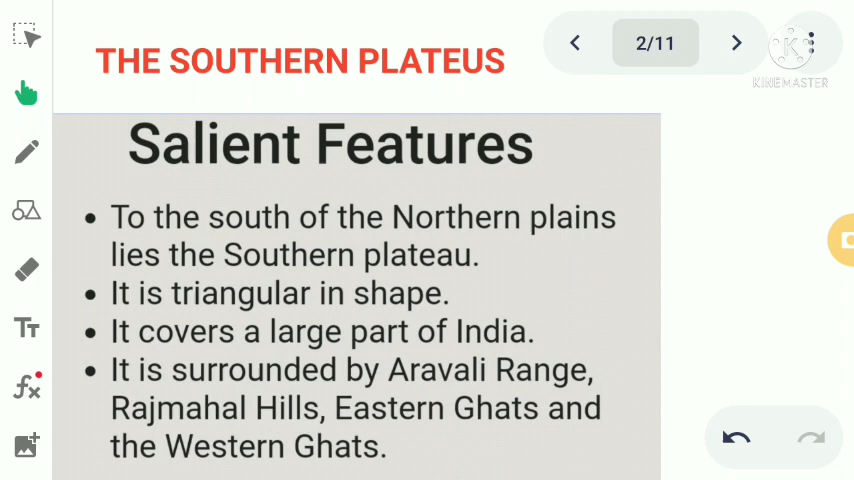 THE SOUTHERN PLATEUS
2/11
K
KINEMASTER
Salient Features
• To the south of the Northern plains
lies the Southern plateau.
• It is triangular in shape.
• It covers a large part of India.
• It is surrounded by Aravali Range,
Rajmahal Hills, Eastern Ghats and
the Western Ghats.
TT
fx